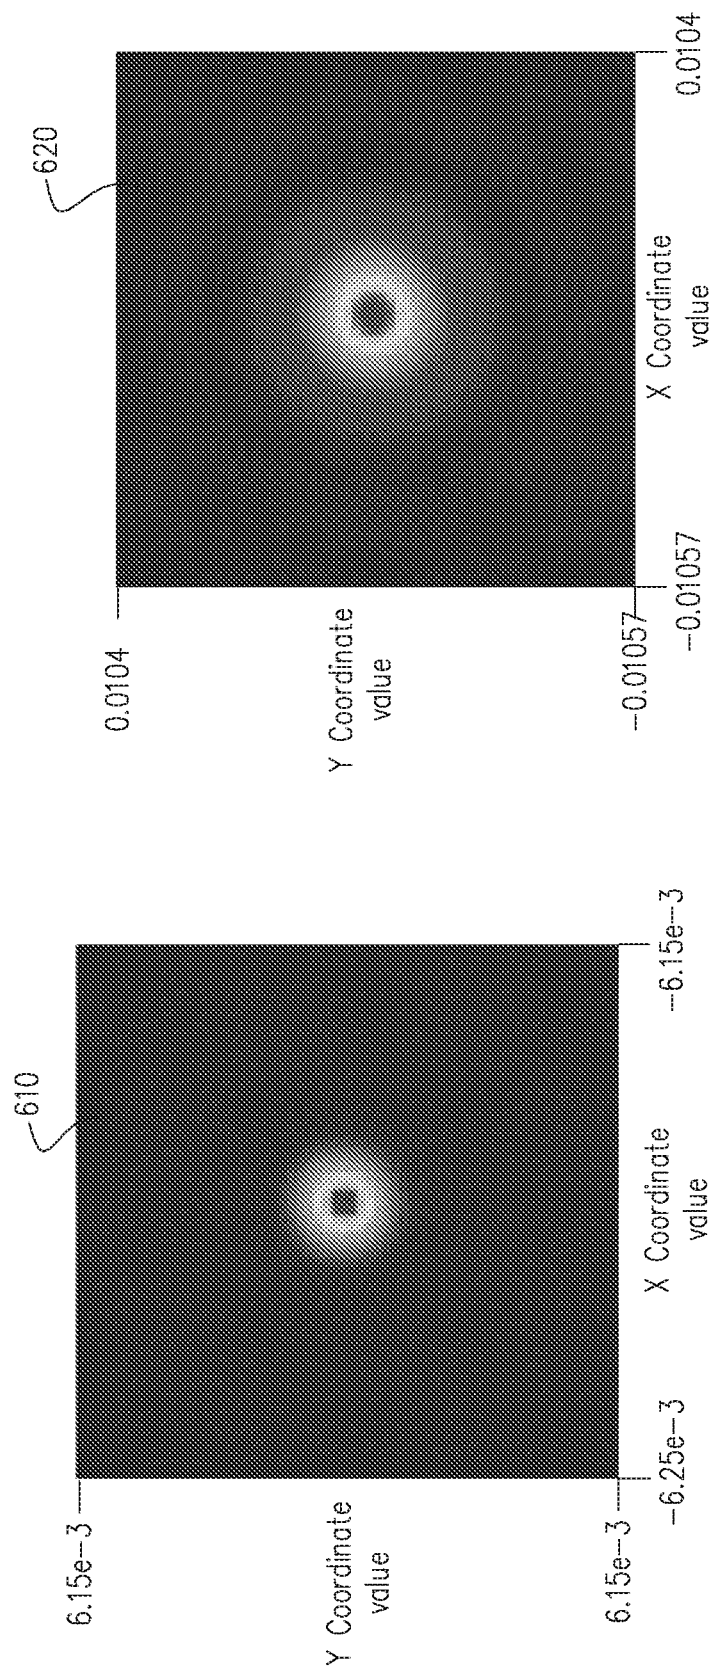 610
6.15e-3
Y Coordinate
value
6.15e-3
-6.25e-3
X Coordinate
value
-6.15e-3
620
0.0104
Y Coordinate
value
-0.01057
-0.01057
X Coordinate
value
0.0104